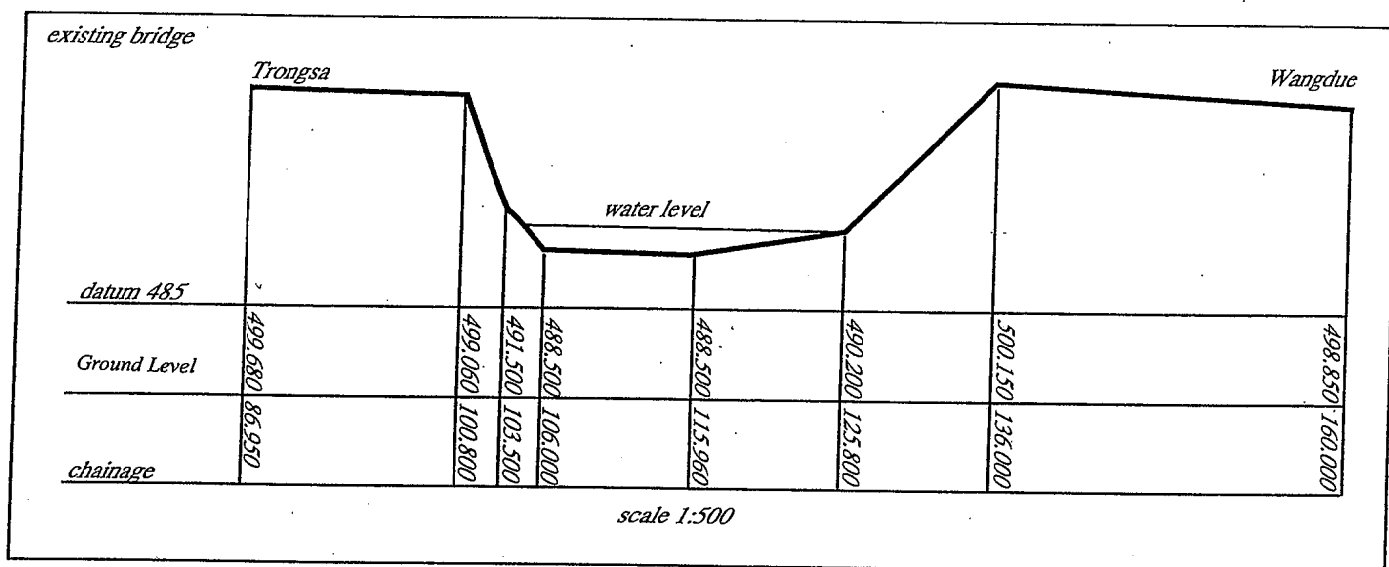 existing bridge
Trongsa
Wangdue
water level
datum 485
Ground Level
499.680
499.060
491.500
488.500
488.500
490.200
500.150
498.850
chainage
86.950
100.800
103.500
106.000
115.960
125.800
136.000
160.000
scale 1:500